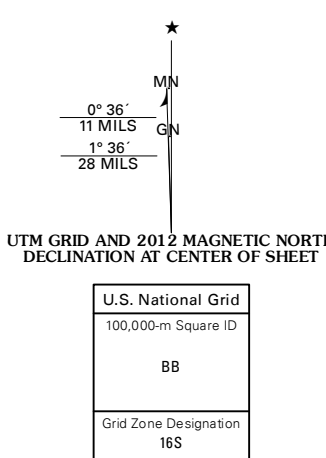 ★
MN
0° 36´
11 MILS
GN
1° 36´
28 MILS
UTM GRID AND 2012 MAGNETIC NORTH
DECLINATION AT CENTER OF SHEET
U.S. National Grid
100,000-m Square ID
BB
Grid Zone Designation
16S